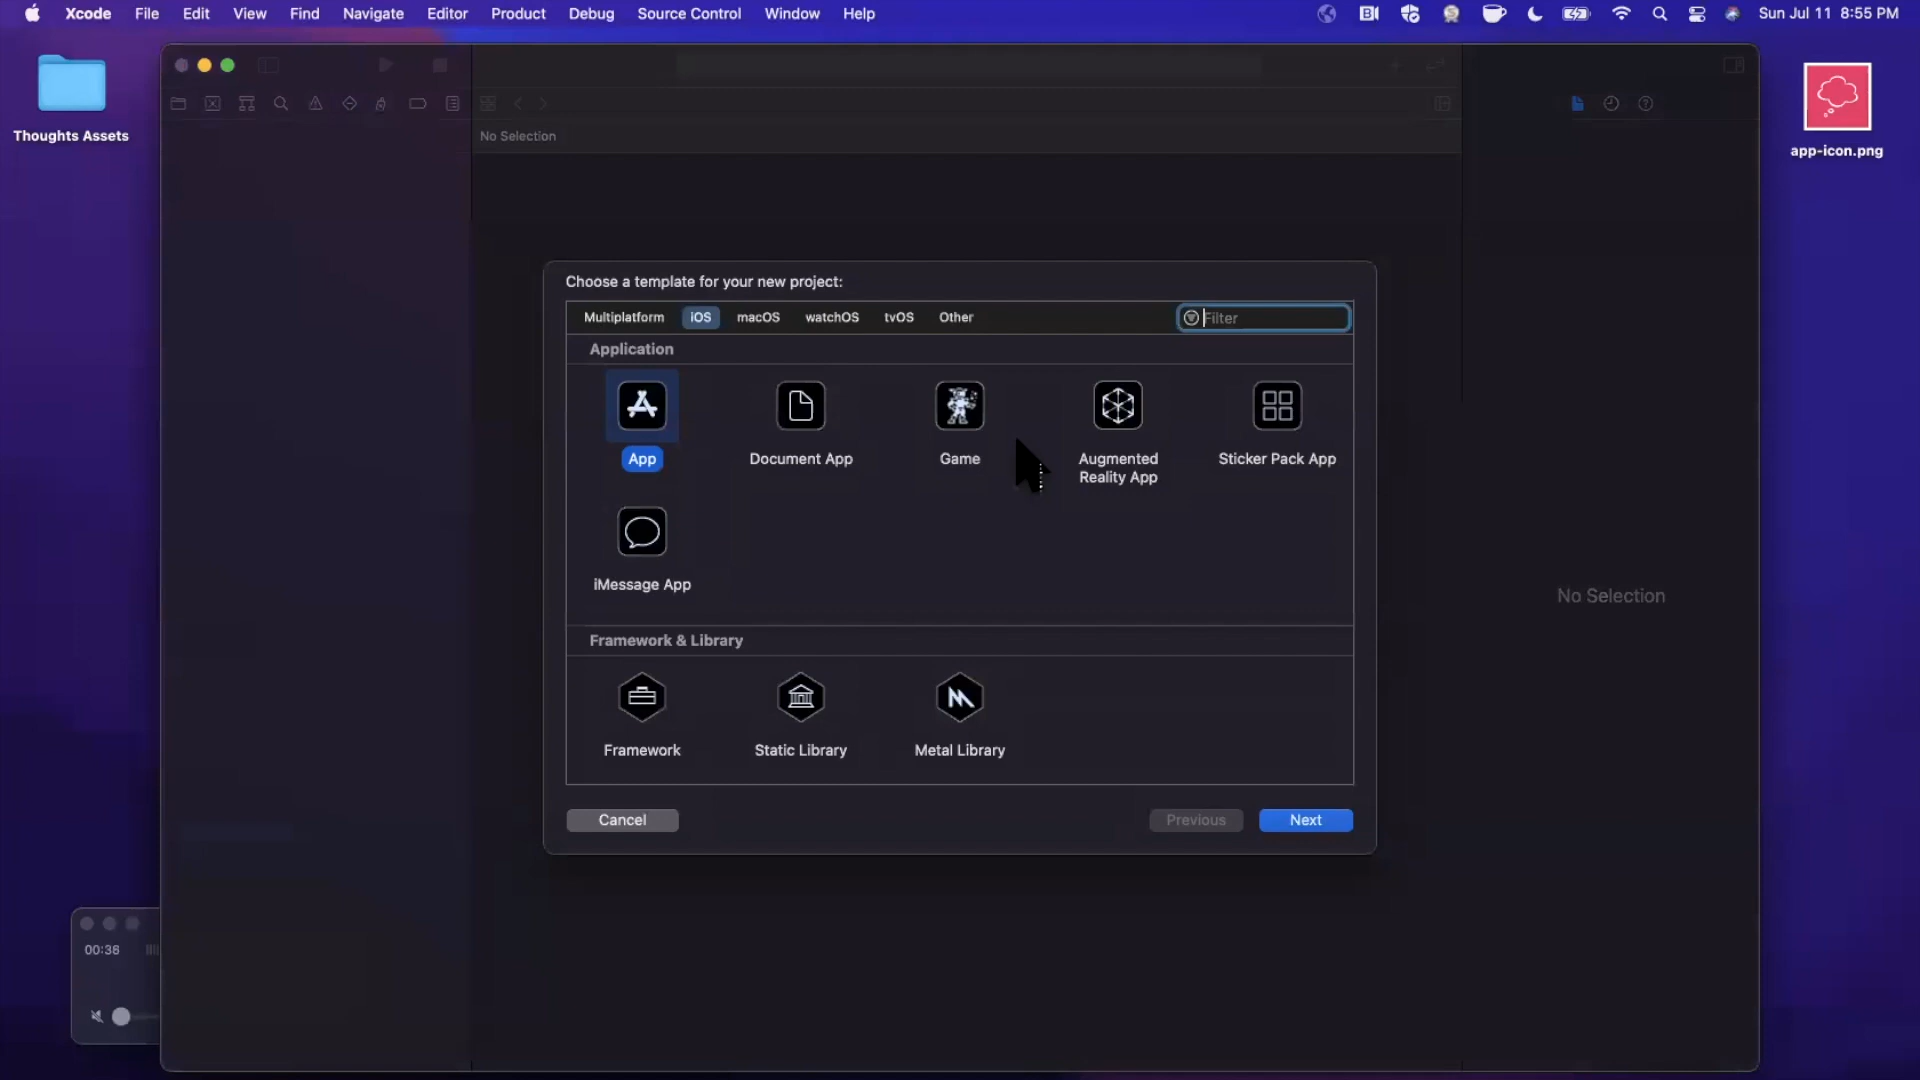 Xcode File Edit View Find Navigate Editor Product Debug Source Control Window Help Sun Jul 11 8:55 PM
Thoughts Assets
app-icon.png
No Selection
Choose a template for your new project:
Multiplatform iOS macOS watchOS tvOS Other Filter
Application
App Document App Game Augmented Reality App Sticker Pack App
iMessage App
No Selection
Framework & Library
Framework Static Library Metal Library
Cancel Previous Next
00:38